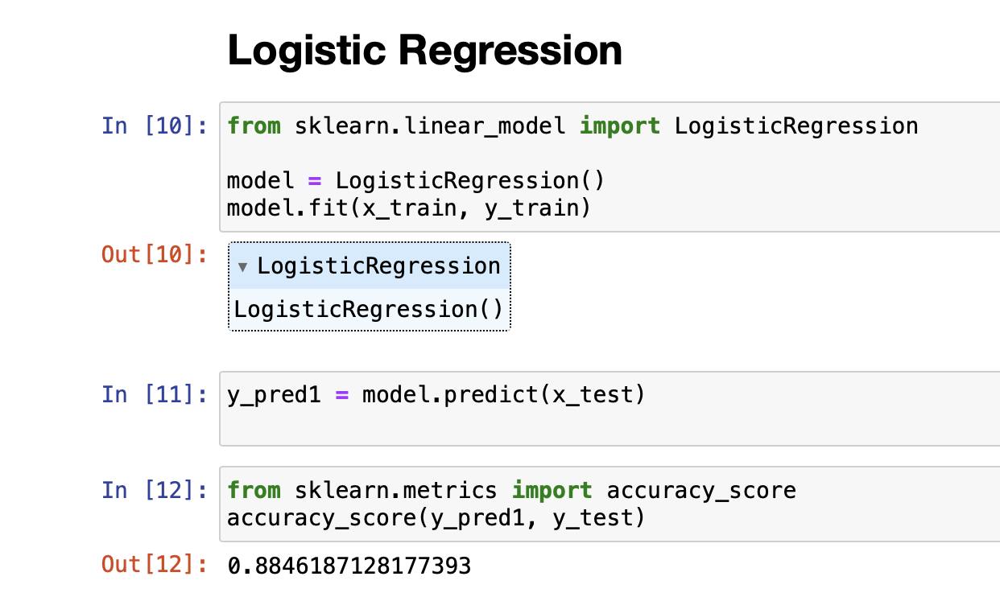 Logistic Regression
In [10]: from sklearn.linear_model import LogisticRegression
model = LogisticRegression()
model.fit(x_train, y_train)
Out[10]: ▼ LogisticRegression
LogisticRegression()
In [11]: y_pred1 = model.predict(x_test)
In [12]: from sklearn.metrics import accuracy_score
accuracy_score(y_pred1, y_test)
Out[12]: 0.8846187128177393